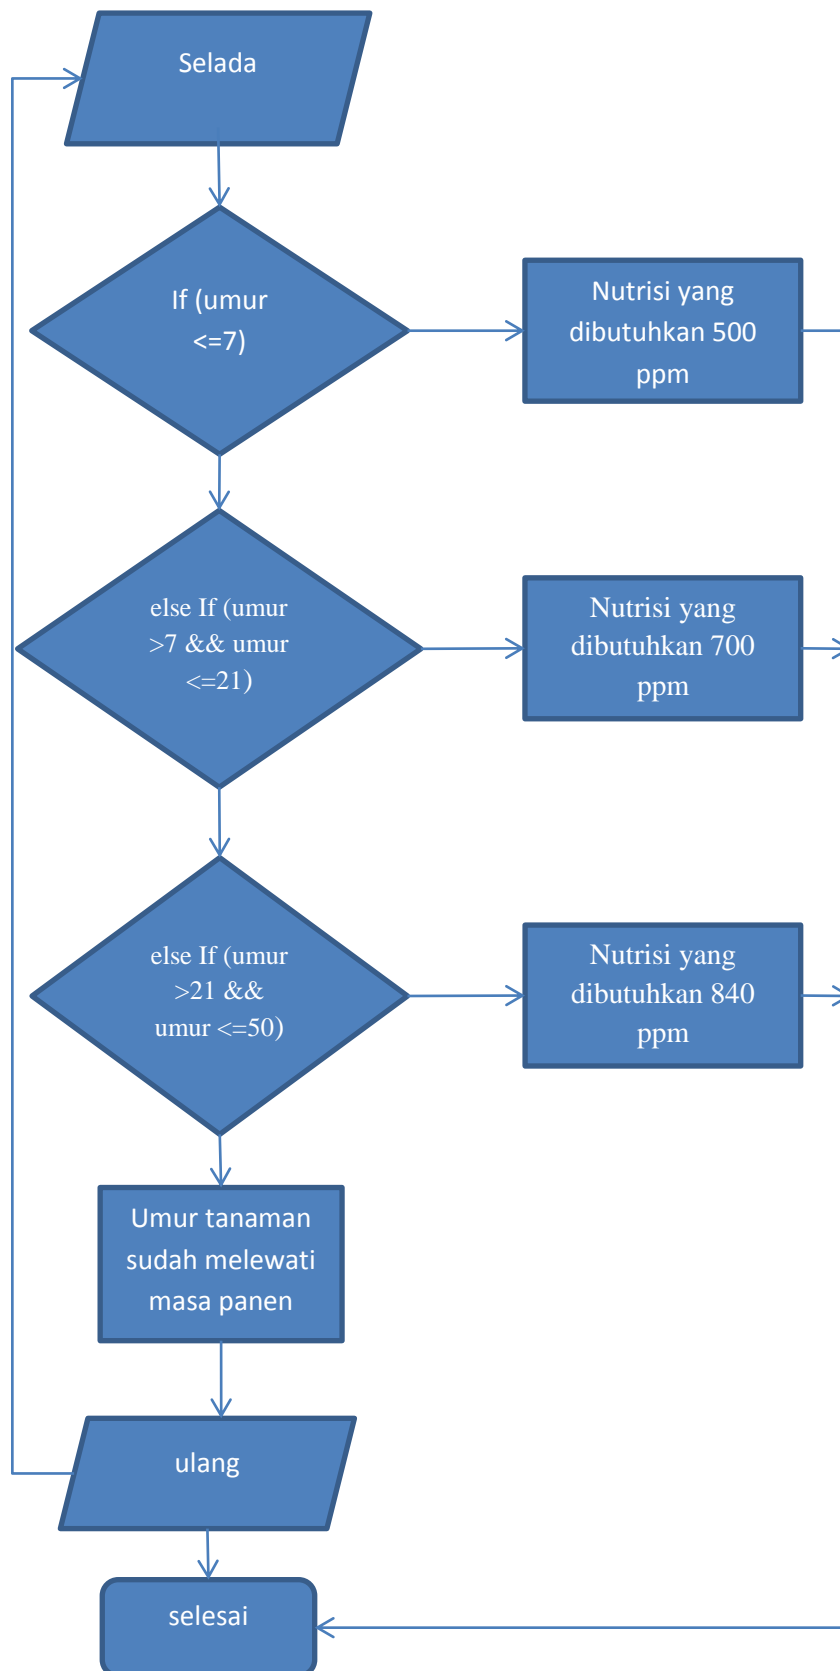 Selada
If (umur
<=7)
Nutrisi yang
dibutuhkan 500
ppm
else If (umur
>7 && umur
<=21)
Nutrisi yang
dibutuhkan 700
ppm
else If (umur
>21 &&
umur <=50)
Nutrisi yang
dibutuhkan 840
ppm
Umur tanaman
sudah melewati
masa panen
ulang
selesai